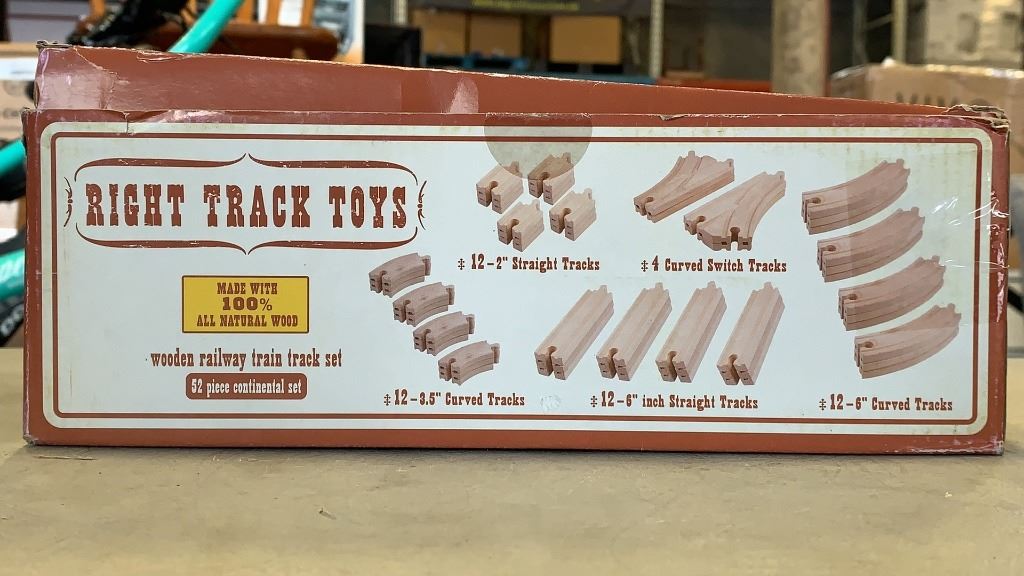 RIGHT TRACK TOYS
MADE WITH
100%
ALL NATURAL WOOD
wooden railway train track set
52 piece continental set
‡ 12-2" Straight Tracks
‡ 4 Curved Switch Tracks
‡ 12-3.5" Curved Tracks
‡ 12-6" inch Straight Tracks
‡ 12-6" Curved Tracks